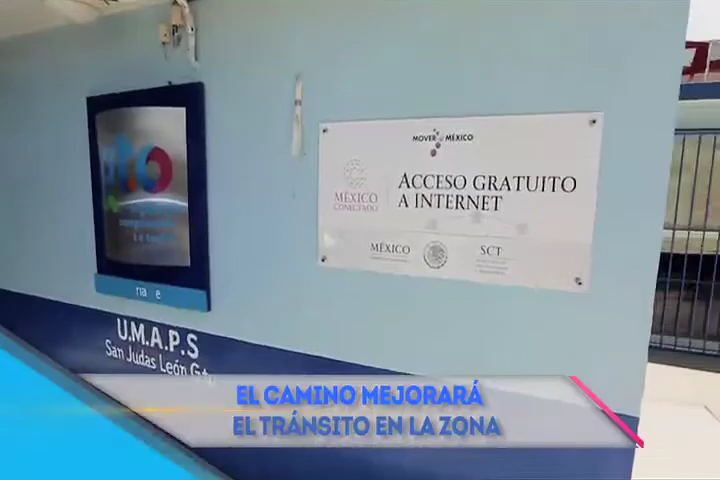 MOVER A MÉXICO
MÉXICO
CONECTADO
ACCESO GRATUITO
A INTERNET
MÉXICO
SCT
gto
U.M.A.P.S
San Judas León Gto
EL CAMINO MEJORARÁ
EL TRÁNSITO EN LA ZONA